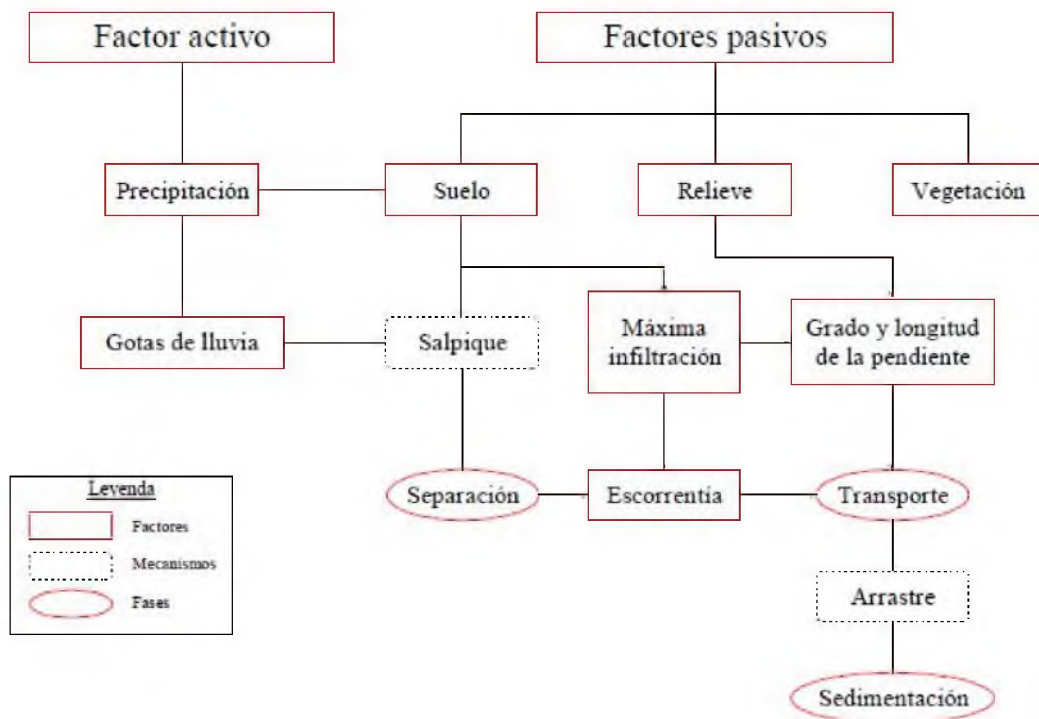 Factor activo
Factores pasivos
Precipitación
Suelo
Relieve
Vegetación
Gotas de lluvia
Salpique
Máxima
infiltración
Grado y longitud
de la pendiente
Separación
Escorrentía
Transporte
Arrastre
Sedimentación
Leyenda
Factores
Mecanismos
Fases